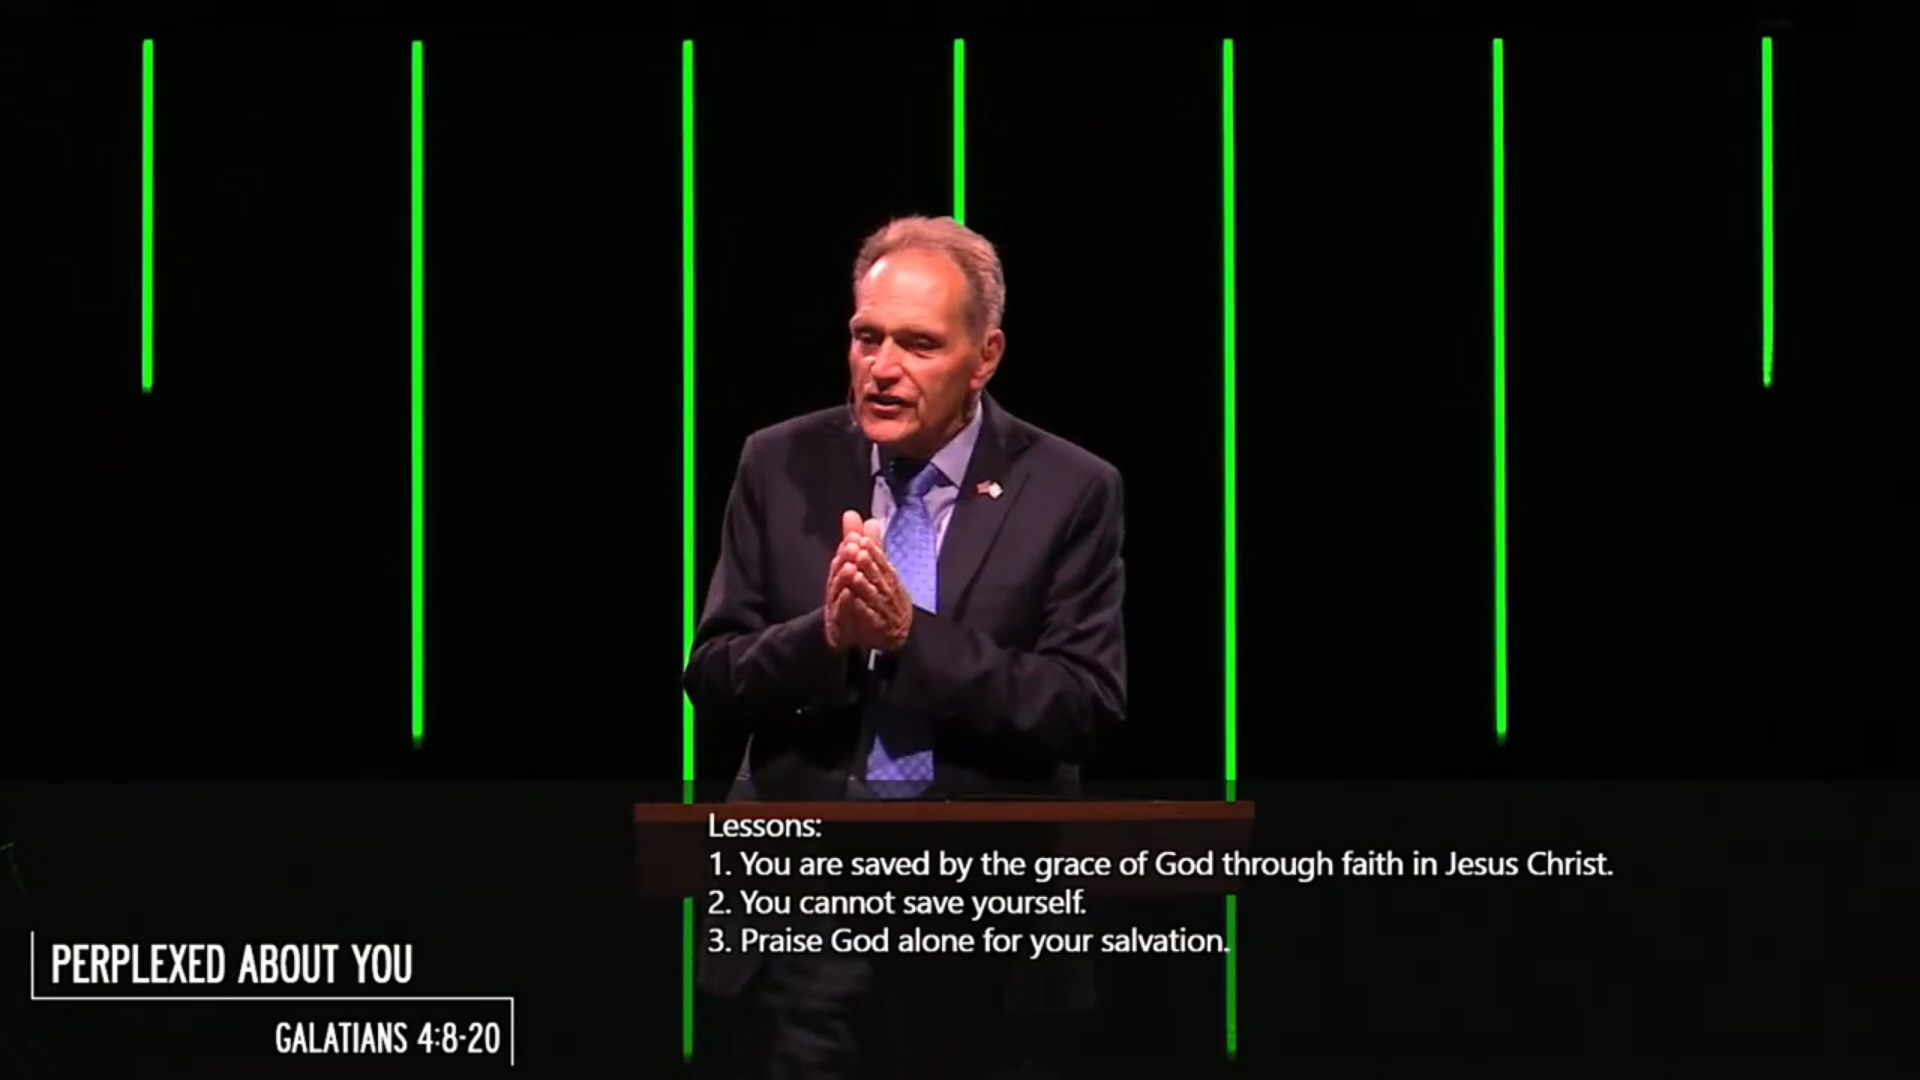 Lessons:
1. You are saved by the grace of God through faith in Jesus Christ.
2. You cannot save yourself.
3. Praise God alone for your salvation.
PERPLEXED ABOUT YOU
GALATIANS 4:8-20